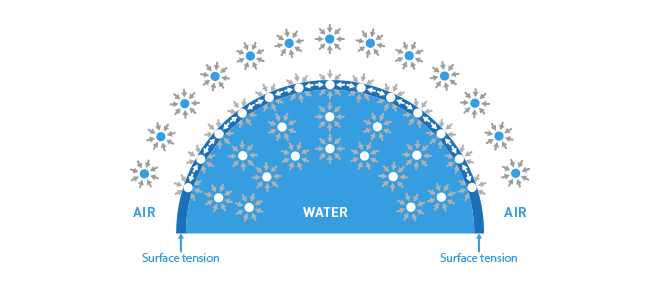 AIR
WATER
AIR
Surface tension
Surface tension